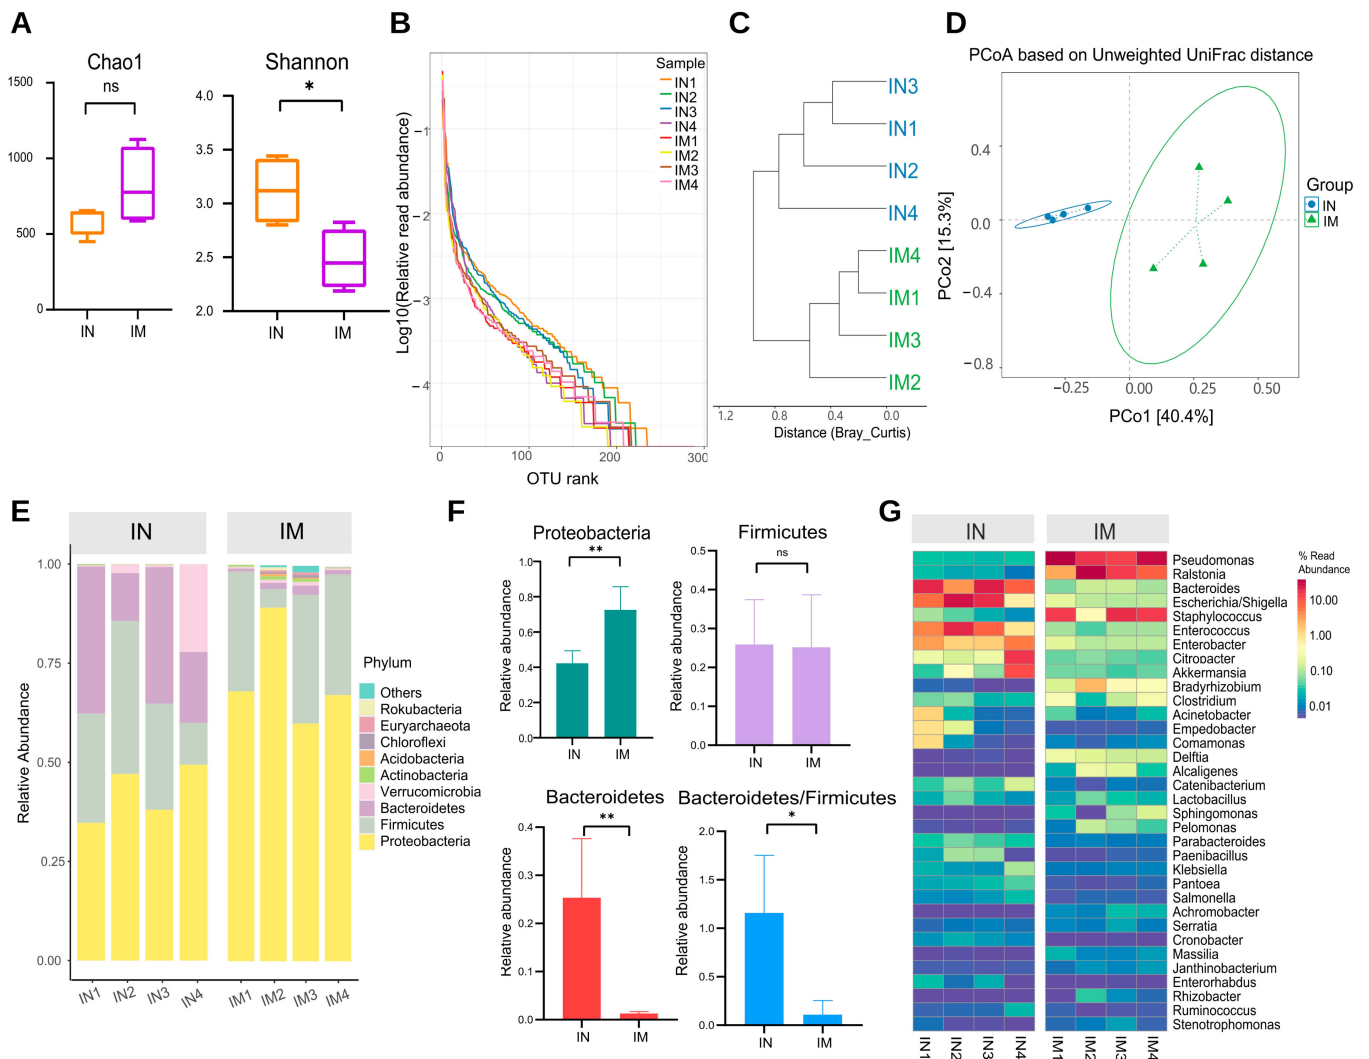 A
Chao1
ns
1500
1000
500
0
IN
IM
Shannon
*
4.0
3.5
3.0
2.5
2.0
IN
IM
B
Sample
IN1
IN2
IN3
IN4
IM1
IM2
IM3
IM4
Log10(Relative read abundance)
−1
−2
−3
−4
0
100
200
300
OTU rank
C
IN3
IN1
IN2
IN4
IM4
IM1
IM3
IM2
1.2
0.8
0.4
0.0
Distance (Bray_Curtis)
D
PCoA based on Unweighted UniFrac distance
PCo2 [15.3%]
0.4
0.0
−0.4
−0.8
−0.25
0.00
0.25
0.50
PCo1 [40.4%]
Group
IN
IM
E
IN
IM
Relative Abundance
1.00
0.75
0.50
0.25
0.00
IN1
IN2
IN3
IN4
IM1
IM2
IM3
IM4
Phylum
Others
Rokubacteria
Euryarchaeota
Chloroflexi
Acidobacteria
Actinobacteria
Verrucomicrobia
Bacteroidetes
Firmicutes
Proteobacteria
F
Proteobacteria
**
Relative abundance
1.0
0.8
0.6
0.4
0.2
0.0
IN
IM
Firmicutes
ns
Relative abundance
0.5
0.4
0.3
0.2
0.1
0.0
IN
IM
Bacteroidetes
**
Relative abundance
0.4
0.3
0.2
0.1
0.0
IN
IM
Bacteroidetes/Firmicutes
*
Relative abundance
2.0
1.5
1.0
0.5
0.0
IN
IM
G
IN
IM
Pseudomonas
Ralstonia
Bacteroides
Escherichia/Shigella
Staphylococcus
Enterococcus
Enterobacter
Citrooacter
Akkermansia
Bradyrhizobium
Clostridium
Acinetobacter
Empedobacter
Comamonas
Delftia
Alcaligenes
Catenibacterium
Lactobacillus
Sphingomonas
Pelomonas
Parabacteroides
Paenibacillus
Klebsiella
Pantoea
Salmonella
Achromobacter
Serratia
Cronobacter
Massilia
Janthinobacterium
Enterorhabdus
Rhizobacter
Ruminococcus
Stenotrophomonas
IN1
IN2
IN3
IN4
IM1
IM2
IM3
IM4
% Read
Abundance
10.00
1.00
0.10
0.01